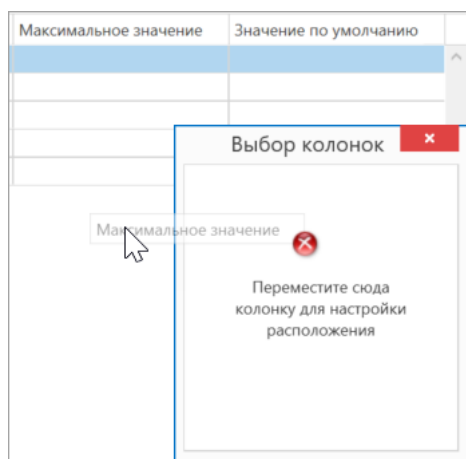 Максимальное значение Значение по умолчанию
Выбор колонок
Максимальное значение
Переместите сюда
колонку для настройки
расположения